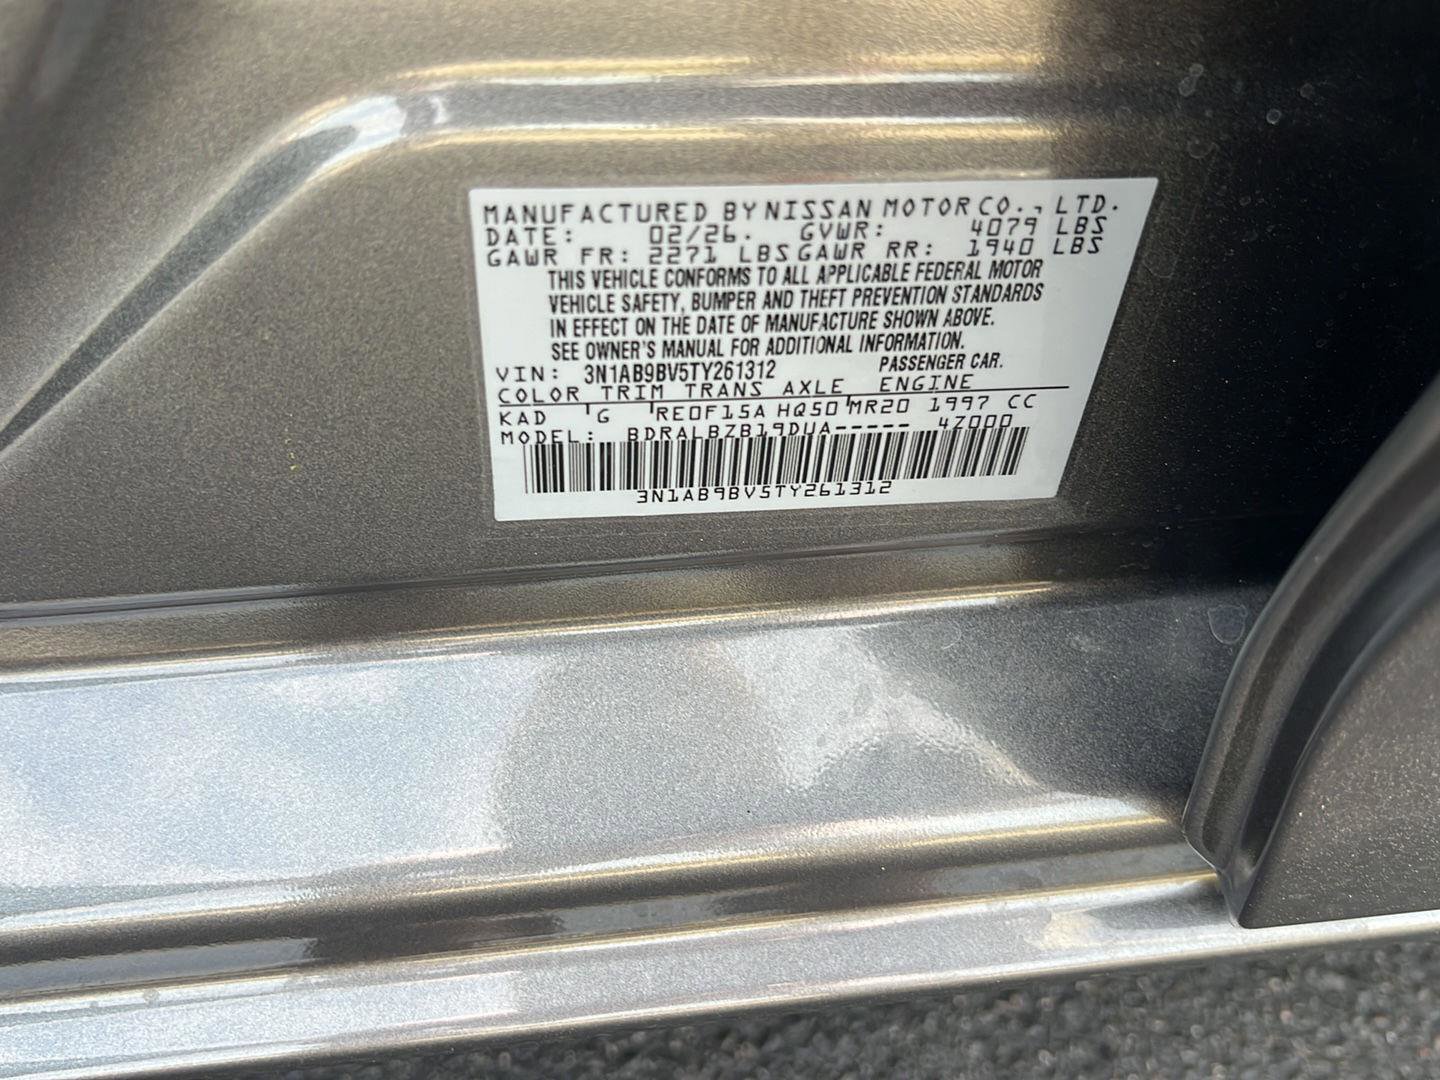 MANUFACTURED BY NISSAN MOTOR CO., LTD.
DATE: 02/26. GVWR: 4079 LBS
GAWR FR: 2271 LBS GAWR RR: 1940 LBS
THIS VEHICLE CONFORMS TO ALL APPLICABLE FEDERAL MOTOR
VEHICLE SAFETY, BUMPER AND THEFT PREVENTION STANDARDS
IN EFFECT ON THE DATE OF MANUFACTURE SHOWN ABOVE.
SEE OWNER'S MANUAL FOR ADDITIONAL INFORMATION.
VIN: 3N1AB9BV5TY261312 PASSENGER CAR.
COLOR TRIM TRANS AXLE ENGINE
KAD G RE0F15A HQ50 MR20 1997 CC
MODEL: BDRALBZB19DUA----- 4Z000
3N1AB9BV5TY261312